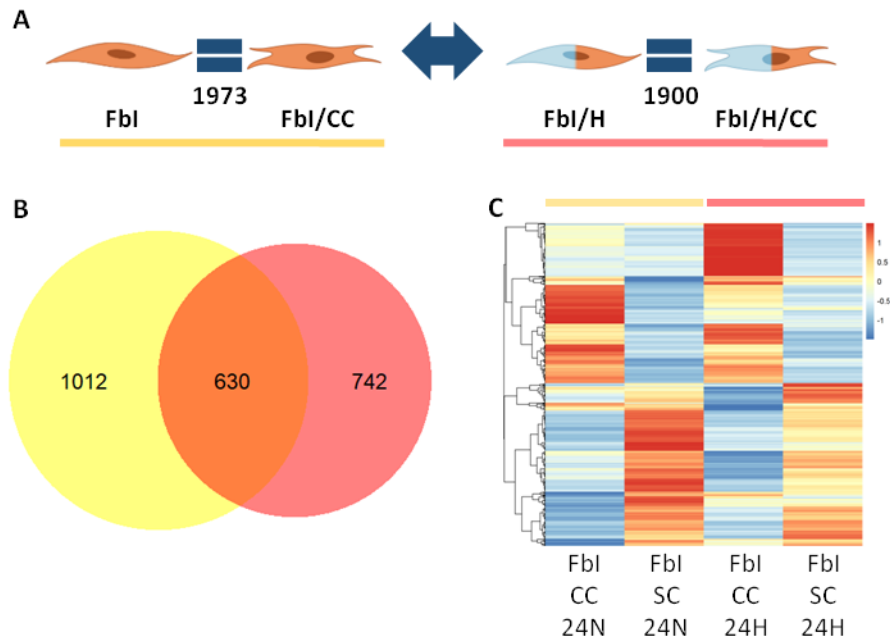 A
1973
FbI
FbI/CC
1900
FbI/H
FbI/H/CC
B
1012
630
742
C
1
0.5
0
-0.5
-1
FbI FbI FbI FbI
CC SC CC SC
24N 24N 24H 24H